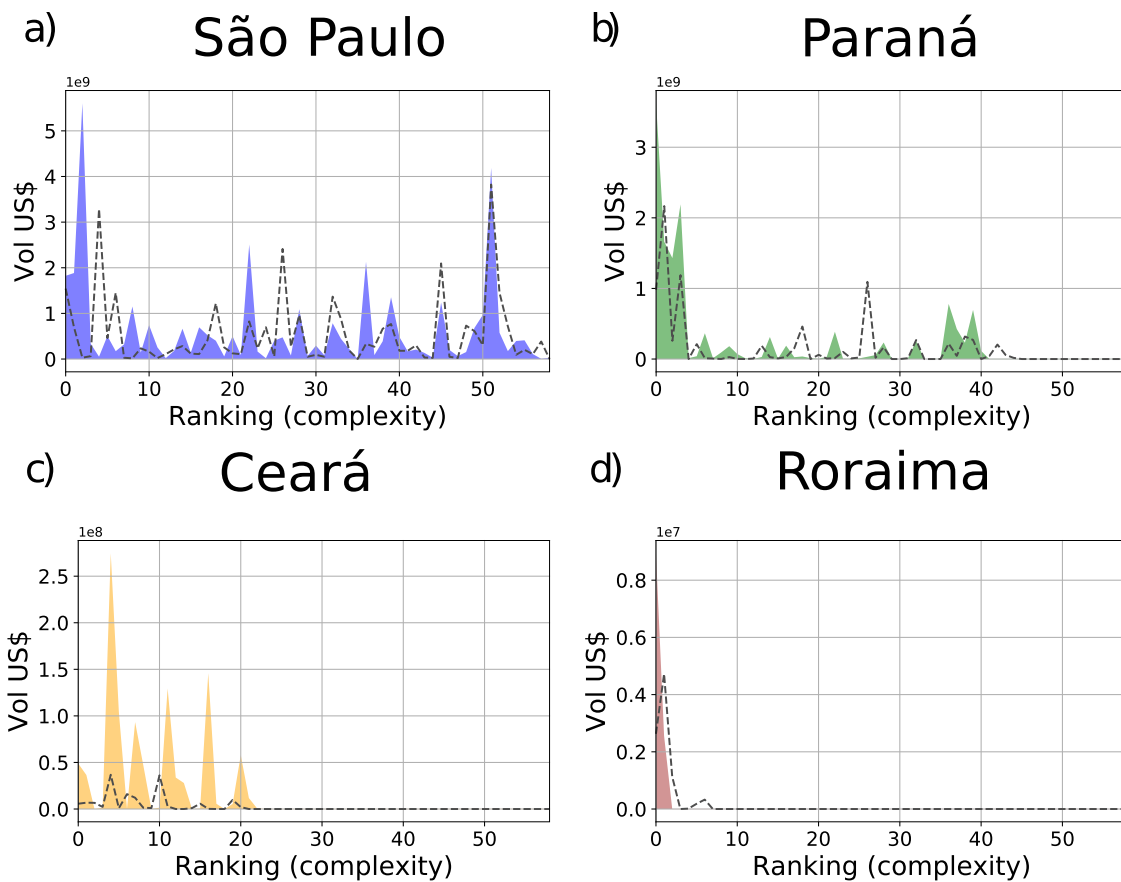 a) São Paulo
1e9
5
4
3
2
1
0
Vol US$
0 10 20 30 40 50
Ranking (complexity)
b) Paraná
1e9
3
2
1
0
Vol US$
0 10 20 30 40 50
Ranking (complexity)
c) Ceará
1e8
2.5
2.0
1.5
1.0
0.5
0.0
Vol US$
0 10 20 30 40 50
Ranking (complexity)
d) Roraima
1e7
0.8
0.6
0.4
0.2
0.0
Vol US$
0 10 20 30 40 50
Ranking (complexity)